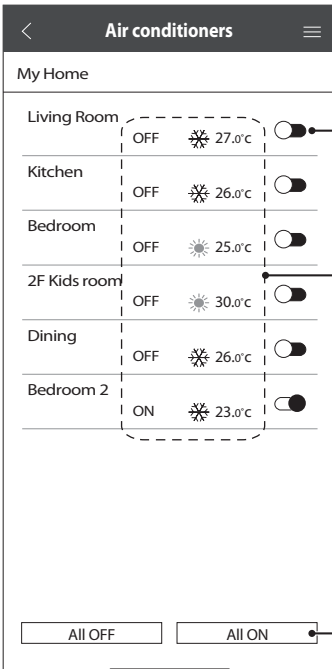 Air conditioners
My Home
Living Room
OFF 27.0°c
Kitchen
OFF 26.0°c
Bedroom
OFF 25.0°c
2F Kids room
OFF 30.0°c
Dining
OFF 26.0°c
Bedroom 2
ON 23.0°c
All OFF All ON